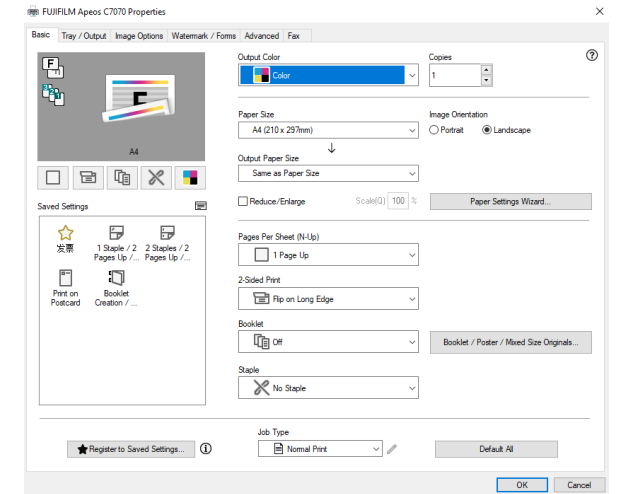 FUJIFILM Apeos C7070 Properties
Basic Tray / Output Image Options Watermark / Forms Advanced Fax
Output Color
Color
Copies
1
F
n
3 2 1
F
A4
Paper Size
A4 (210 x 297mm)
Image Orientation
Portrait Landscape
Output Paper Size
Same as Paper Size
Reduce/Enlarge Scale(Q) 100 %
Paper Settings Wizard...
Saved Settings
发票
1 Staple / 2
Pages Up /...
2 Staples / 2
Pages Up /...
Print on
Postcard
Booklet
Creation / ...
Pages Per Sheet (N-Up)
1 Page Up
2-Sided Print
Flip on Long Edge
Booklet
Off
Booklet / Poster / Mixed Size Originals...
Staple
No Staple
Job Type
Register to Saved Settings...
Normal Print
Default All
OK Cancel